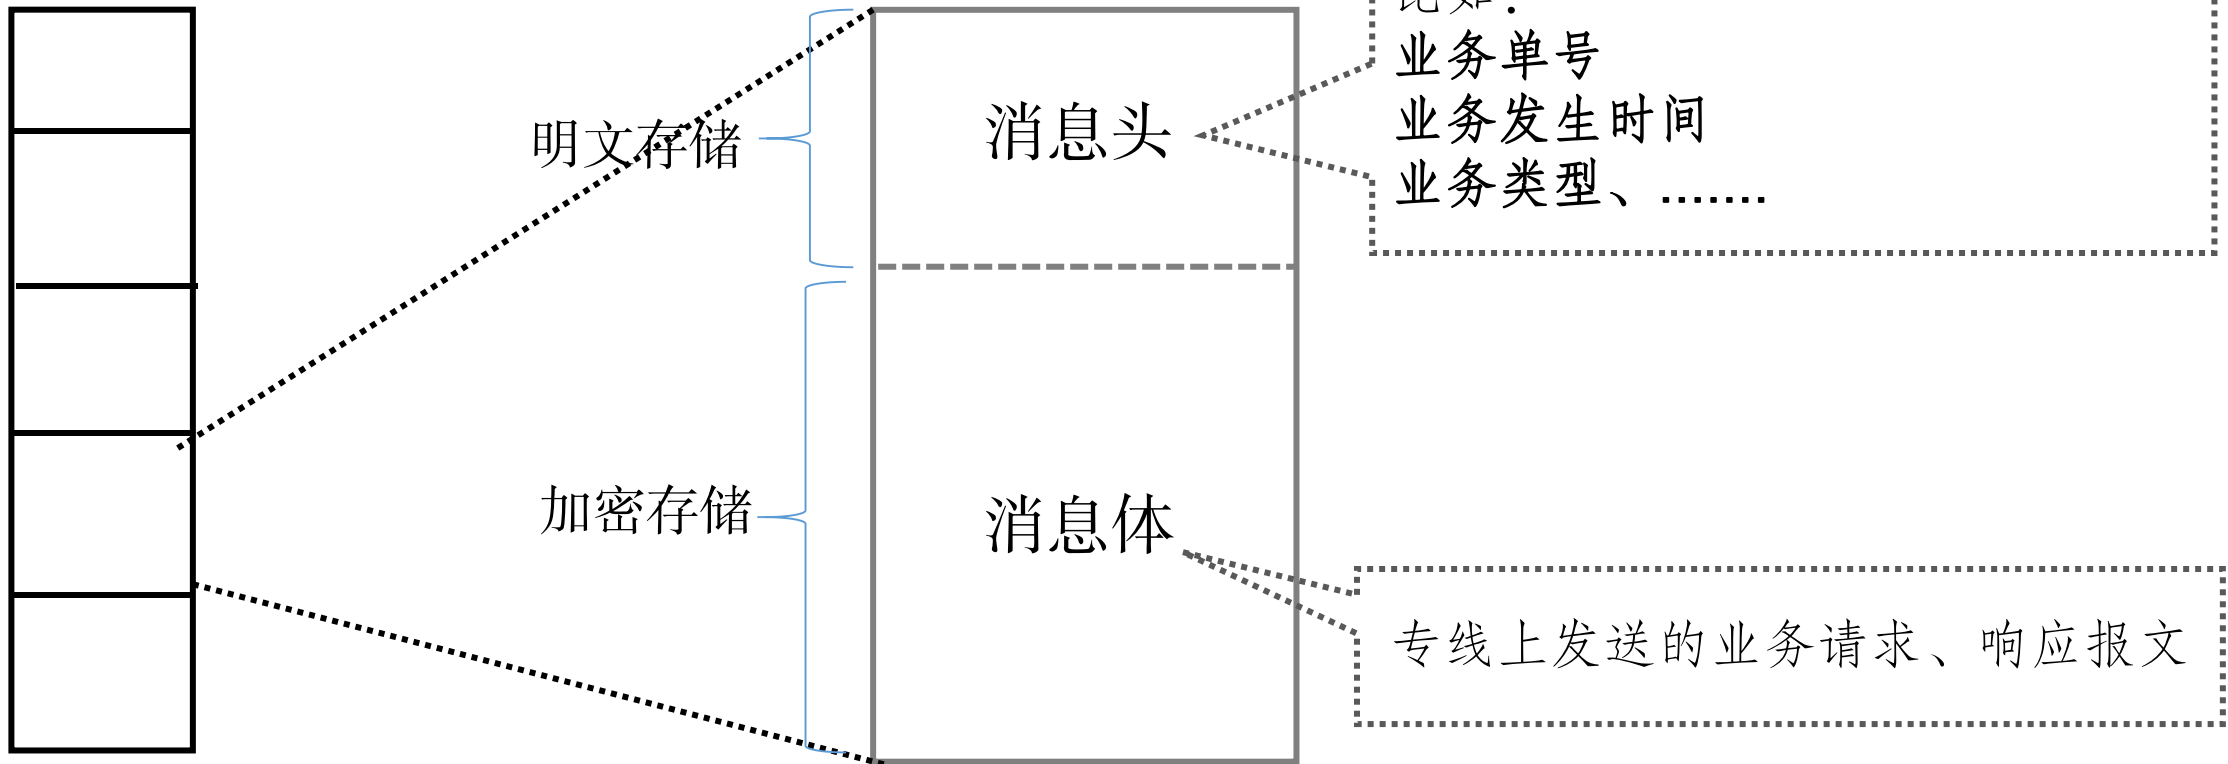 比如：
业务单号
业务发生时间
业务类型、.......
明文存储
消息头
加密存储
消息体
专线上发送的业务请求、响应报文